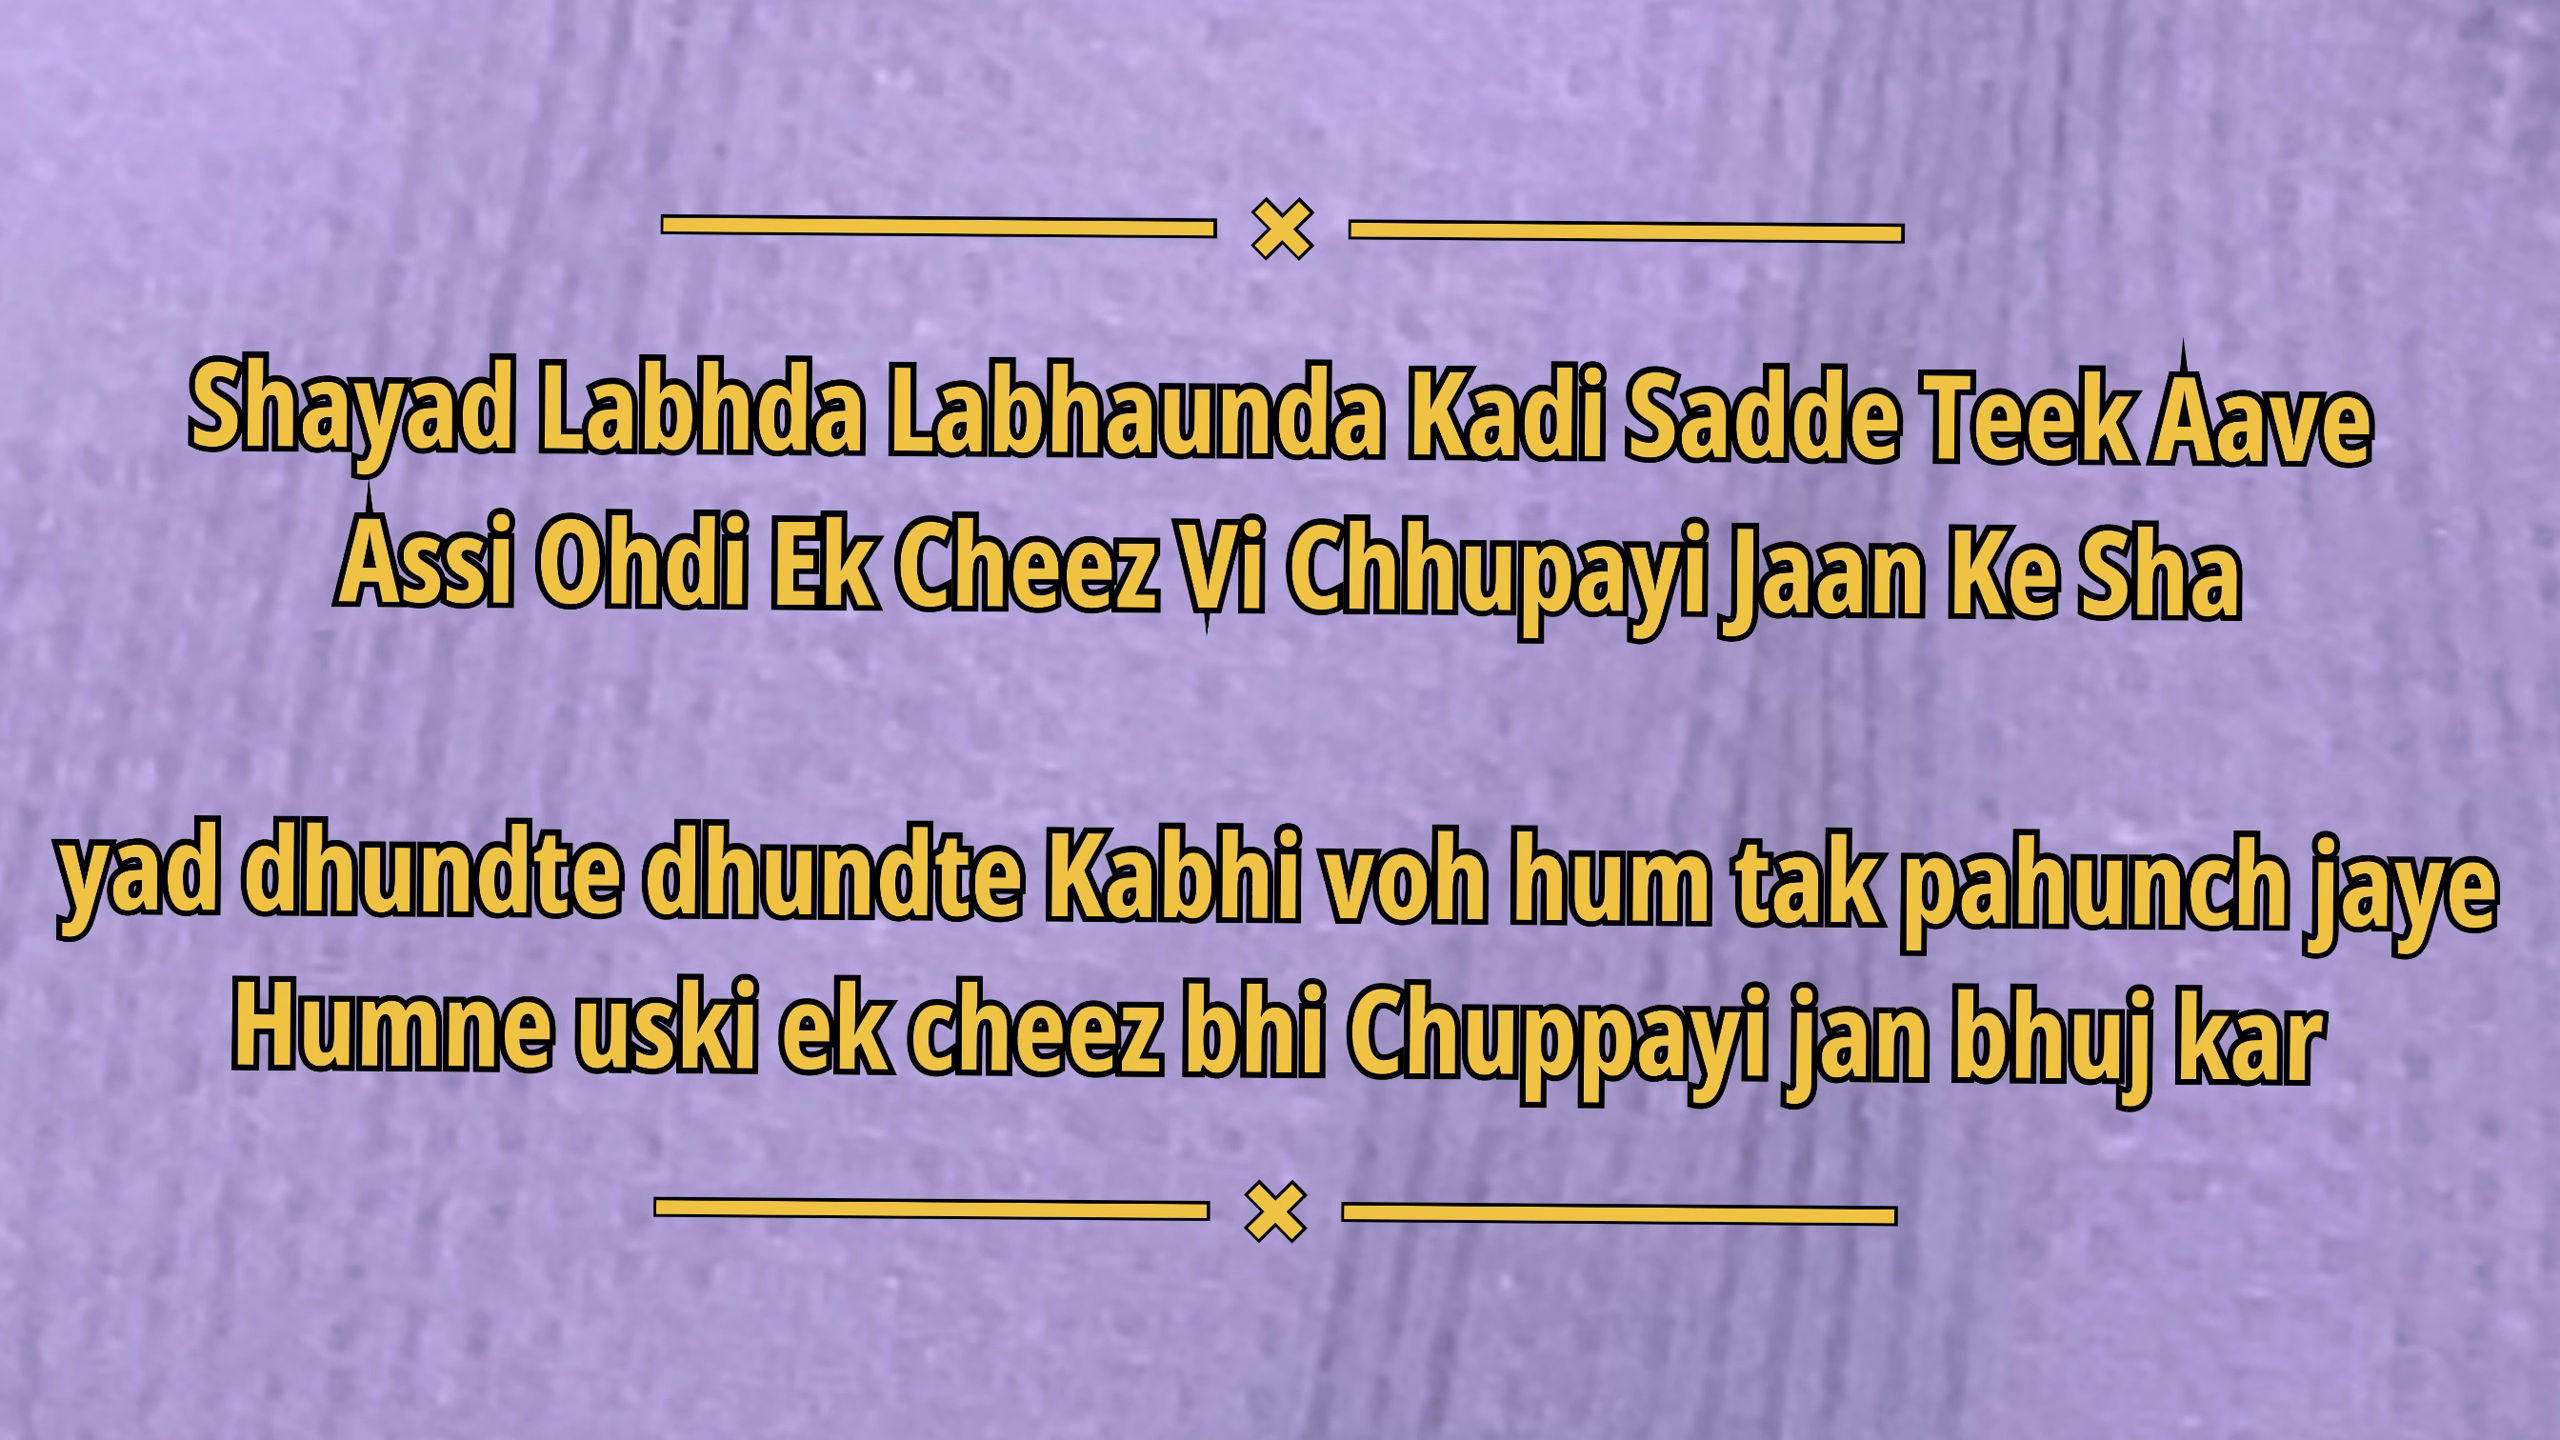 Shayad Labhda Labhaunda Kadi Sadde Teek Aave
Assi Ohdi Ek Cheez Vi Chhupayi Jaan Ke Sha
yad dhundte dhundte Kabhi voh hum tak pahunch jaye
Humne uski ek cheez bhi Chuppayi jan bhuj kar